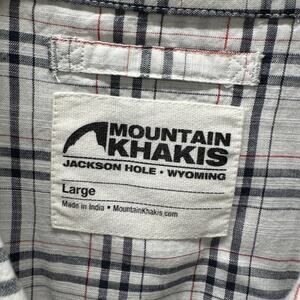 MOUNTAIN
KHAKIS
JACKSON HOLE • WYOMING
Large
Made in India • MountainKhakis.com